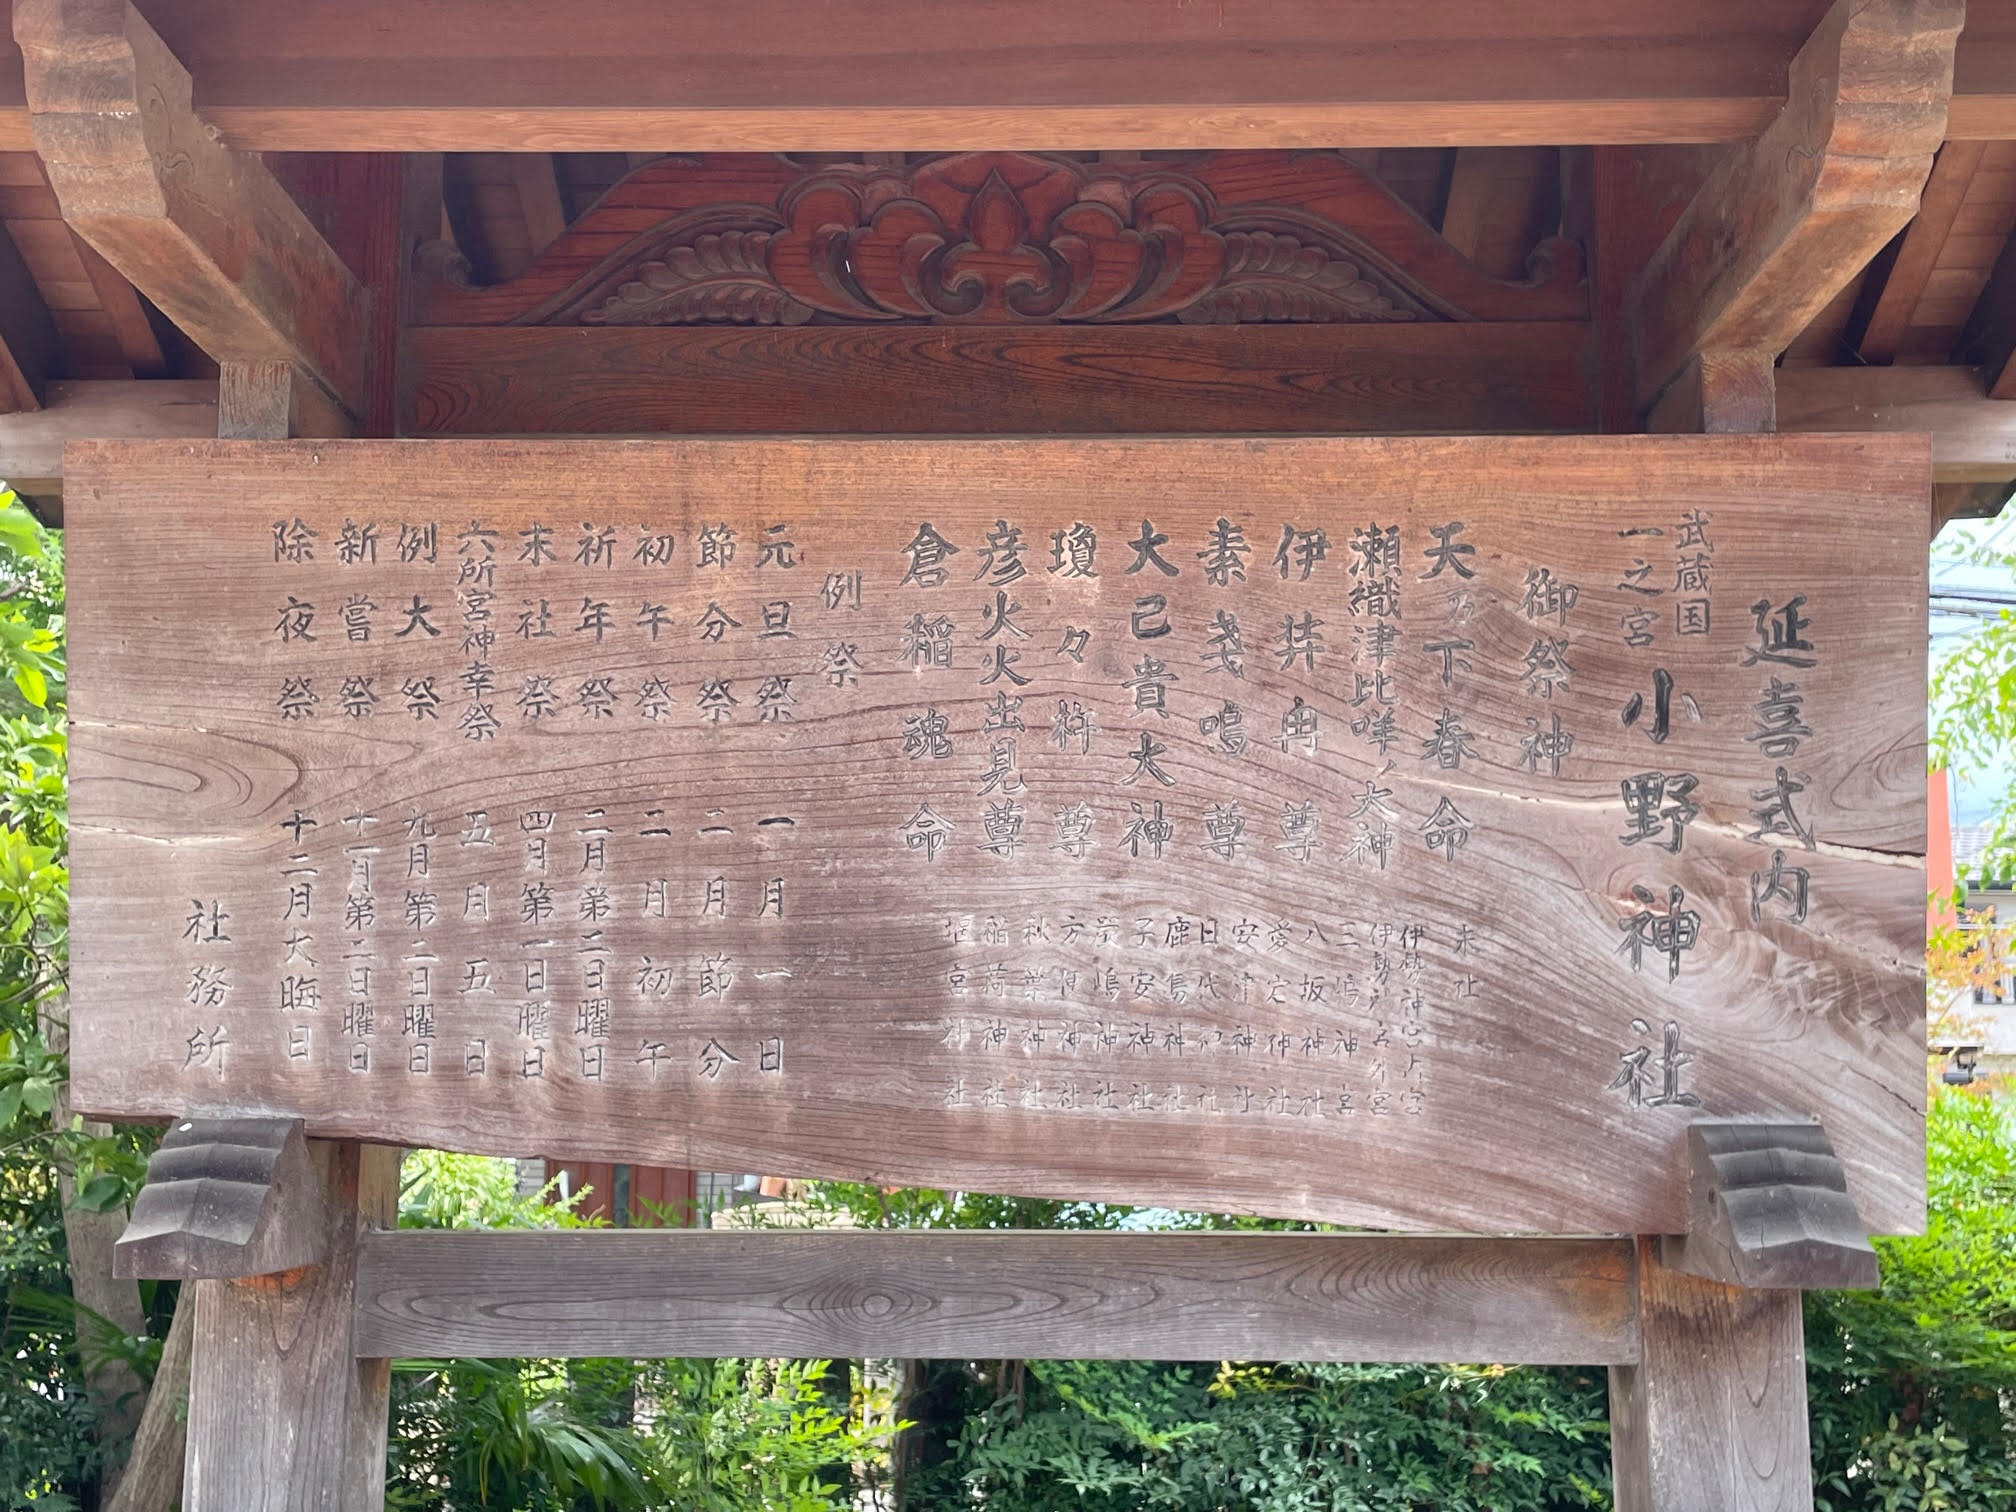 延喜式内
武蔵国
一之宮
小野神社
御祭神
天乃下春命
瀬織津比咩ノ大神
伊弉冉尊
素戔嗚尊
大己貴大神
瓊々杵尊
彦火火出見尊
倉稲魂命
末社
伊勢神宮内宮
伊勢神宮外宮
三嶋神宮
八坂神社
愛宕神社
安津神社
日代神社
鹿島神社
子安神社
嶋神社
方神社
秋葉神社
稲荷神社
堰宮神社
例祭
元旦祭 一月一日
節分祭 二月節分
初午祭 二月初午
祈年祭 二月第二日曜日
末社祭 四月第一日曜日
六所宮神幸祭 五月五日
例大祭 九月第二日曜日
新嘗祭 十一月第二日曜日
除夜祭 十二月大晦日
社務所